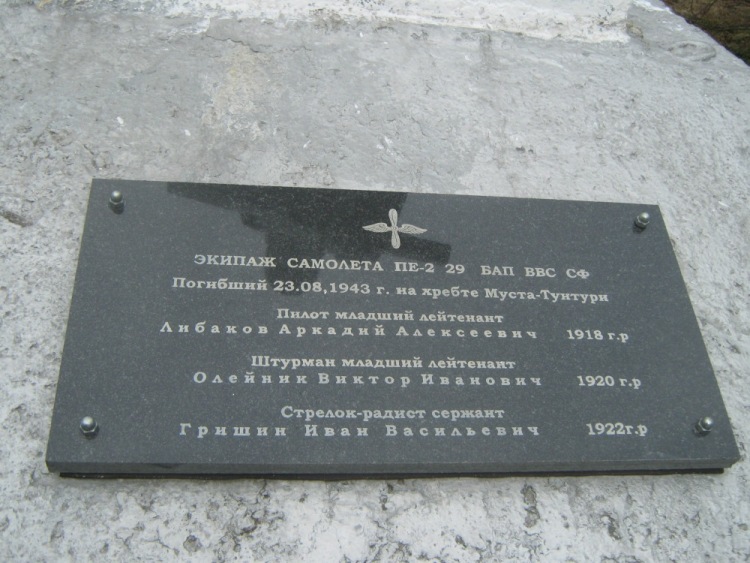 ЭКИПАЖ САМОЛЕТА ПЕ-2 29 БАП ВВС СФ
Погибший 23.08,1943 г. на хребте Муста-Тунтури
Пилот младший лейтенант
Либаков Аркадий Алексеевич 1918 г.р
Штурман младший лейтенант
Олейник Виктор Иванович 1920 г.р
Стрелок-радист сержант
Гришин Иван Васильевич 1922г.р